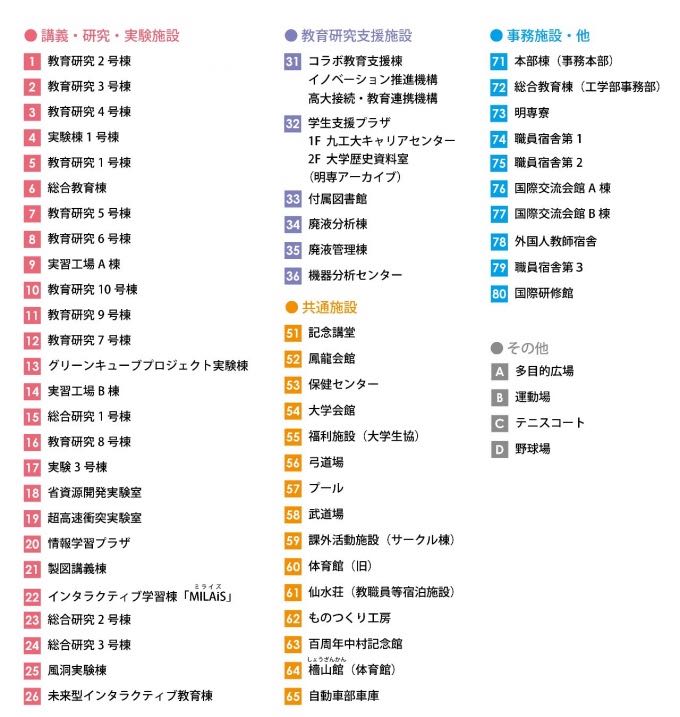 ● 講義・研究・実験施設
1 教育研究２号棟
2 教育研究３号棟
3 教育研究４号棟
4 実験棟１号棟
5 教育研究１号棟
6 総合教育棟
7 教育研究５号棟
8 教育研究６号棟
9 実習工場 A 棟
10 教育研究 10 号棟
11 教育研究９号棟
12 教育研究７号棟
13 グリーンキューブプロジェクト実験棟
14 実習工場 B 棟
15 総合研究１号棟
16 教育研究８号棟
17 実験３号棟
18 省資源開発実験室
19 超高速衝突実験室
20 情報学習プラザ
21 製図講義棟
ミライズ
22 インタラクティブ学習棟「MILAiS」
23 総合研究２号棟
24 総合研究３号棟
25 風洞実験棟
26 未来型インタラクティブ教育棟
● 教育研究支援施設
31 コラボ教育支援棟
イノベーション推進機構
高大接続・教育連携機構
32 学生支援プラザ
1F 九工大キャリアセンター
2F 大学歴史資料室
（明専アーカイブ）
33 付属図書館
34 廃液分析棟
35 廃液管理棟
36 機器分析センター
● 共通施設
51 記念講堂
52 鳳龍会館
53 保健センター
54 大学会館
55 福利施設（大学生協）
56 弓道場
57 プール
58 武道場
59 課外活動施設（サークル棟）
60 体育館（旧）
61 仙水荘（教職員等宿泊施設）
62 ものつくり工房
63 百周年中村記念館
しょうざんかん
64 檣山館（体育館）
65 自動車部車庫
● 事務施設・他
71 本部棟（事務本部）
72 総合教育棟（工学部事務部）
73 明専寮
74 職員宿舎第１
75 職員宿舎第２
76 国際交流会館 A 棟
77 国際交流会館 B 棟
78 外国人教師宿舎
79 職員宿舎第３
80 国際研修館
● その他
A 多目的広場
B 運動場
C テニスコート
D 野球場